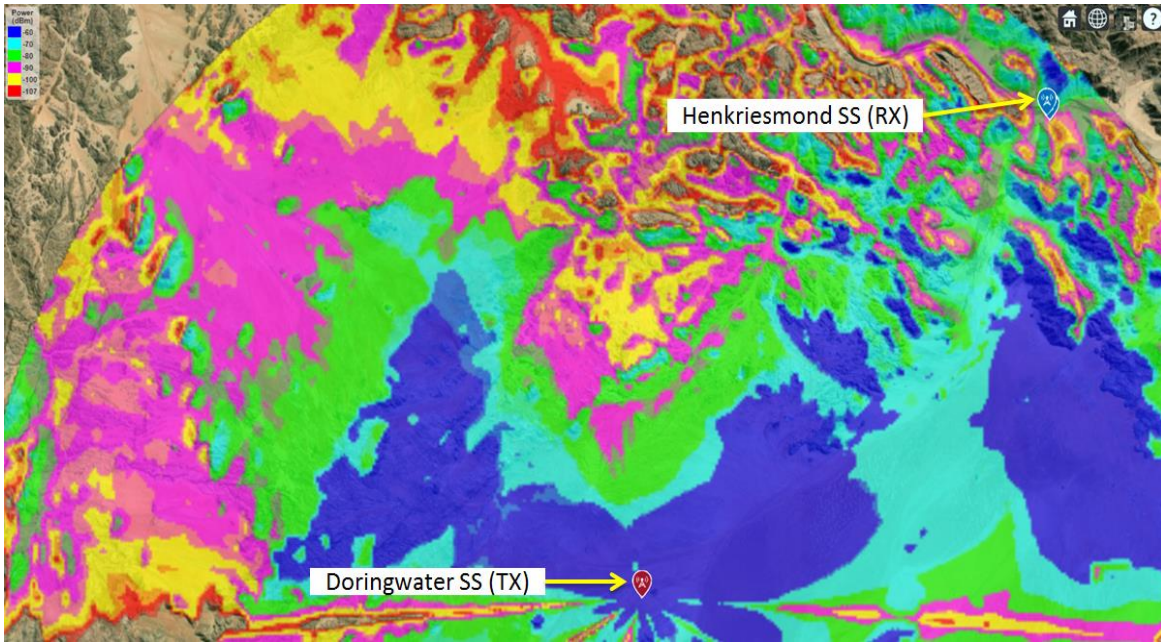 Power
(dBm)
-60
-70
-80
-90
-100
-107
?
Henkriesmond SS (RX)
Doringwater SS (TX)